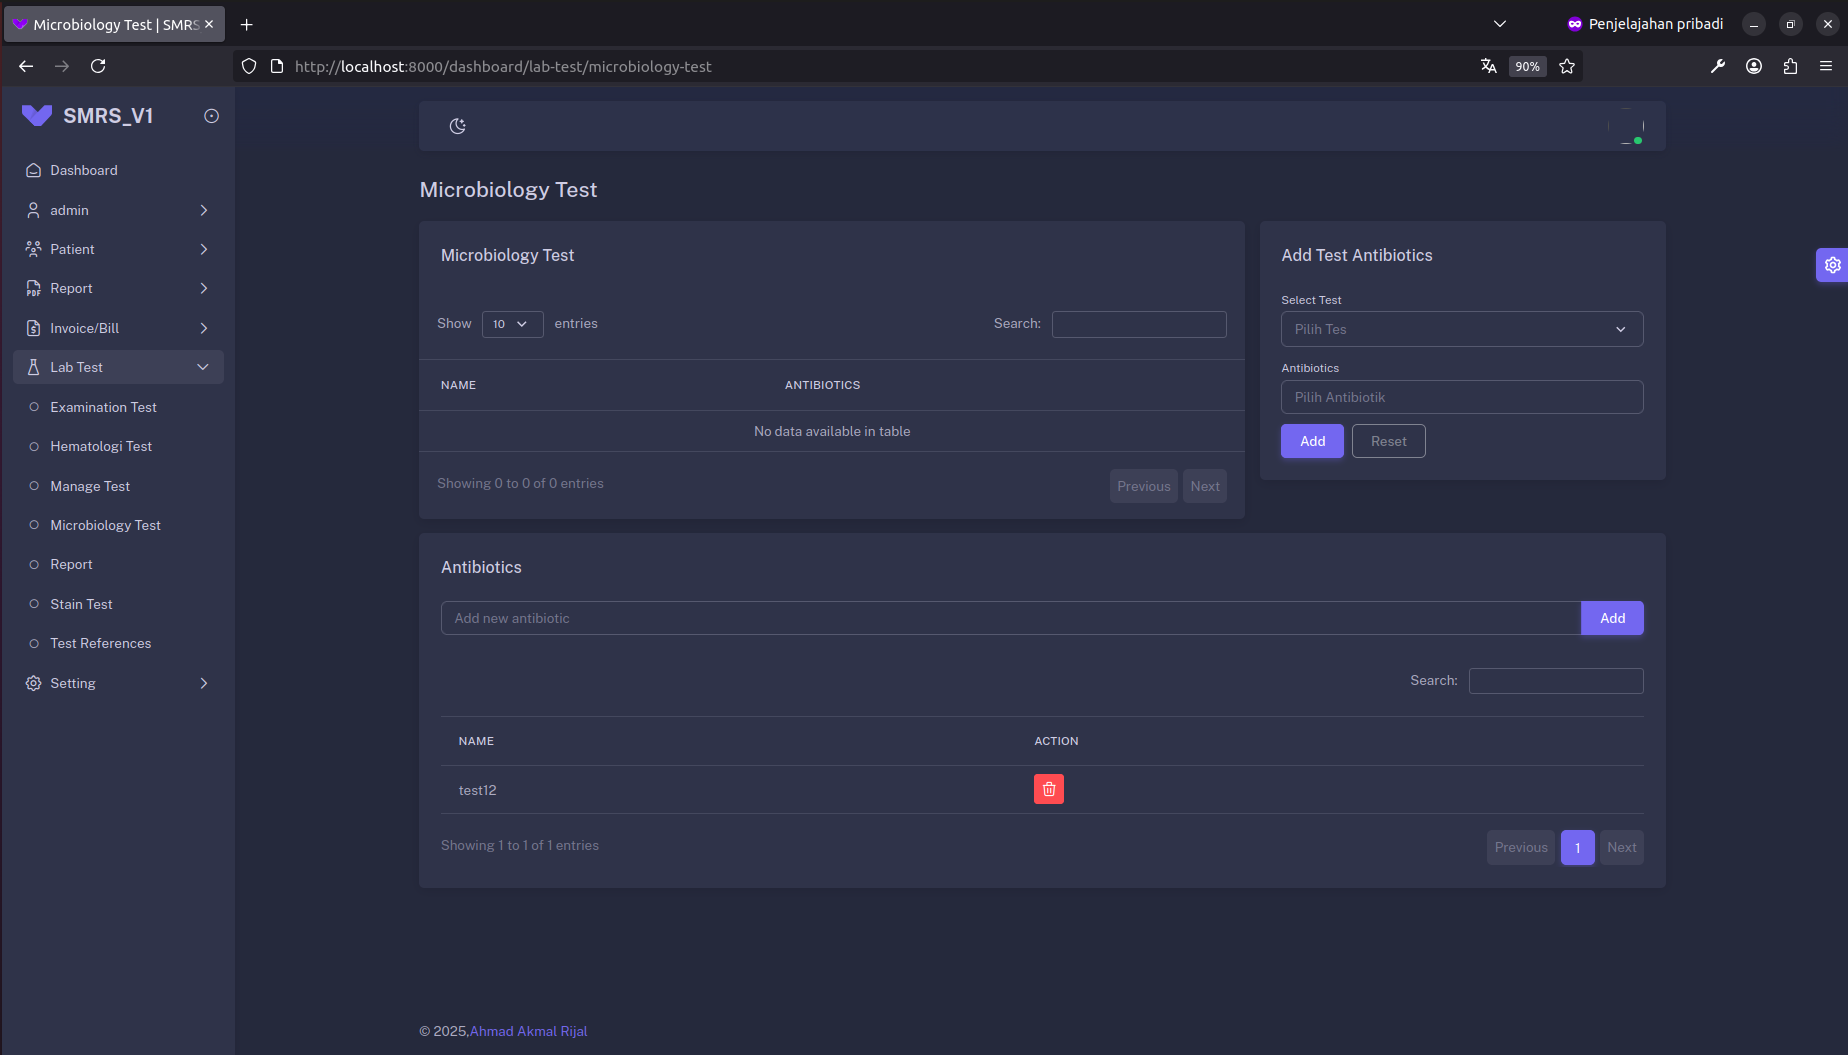 Microbiology Test | SMRS
Penjelajahan pribadi
http://localhost:8000/dashboard/lab-test/microbiology-test
90%
SMRS_V1
Dashboard
admin
Patient
Report
Invoice/Bill
Lab Test
Examination Test
Hematologi Test
Manage Test
Microbiology Test
Report
Stain Test
Test References
Setting
Microbiology Test
Microbiology Test
Show 10 entries
Search:
NAME ANTIBIOTICS
No data available in table
Showing 0 to 0 of 0 entries
Previous Next
Add Test Antibiotics
Select Test
Pilih Tes
Antibiotics
Pilih Antibiotik
Add Reset
Antibiotics
Add new antibiotic Add
Search:
NAME ACTION
test12
Showing 1 to 1 of 1 entries
Previous 1 Next
© 2025,Ahmad Akmal Rijal